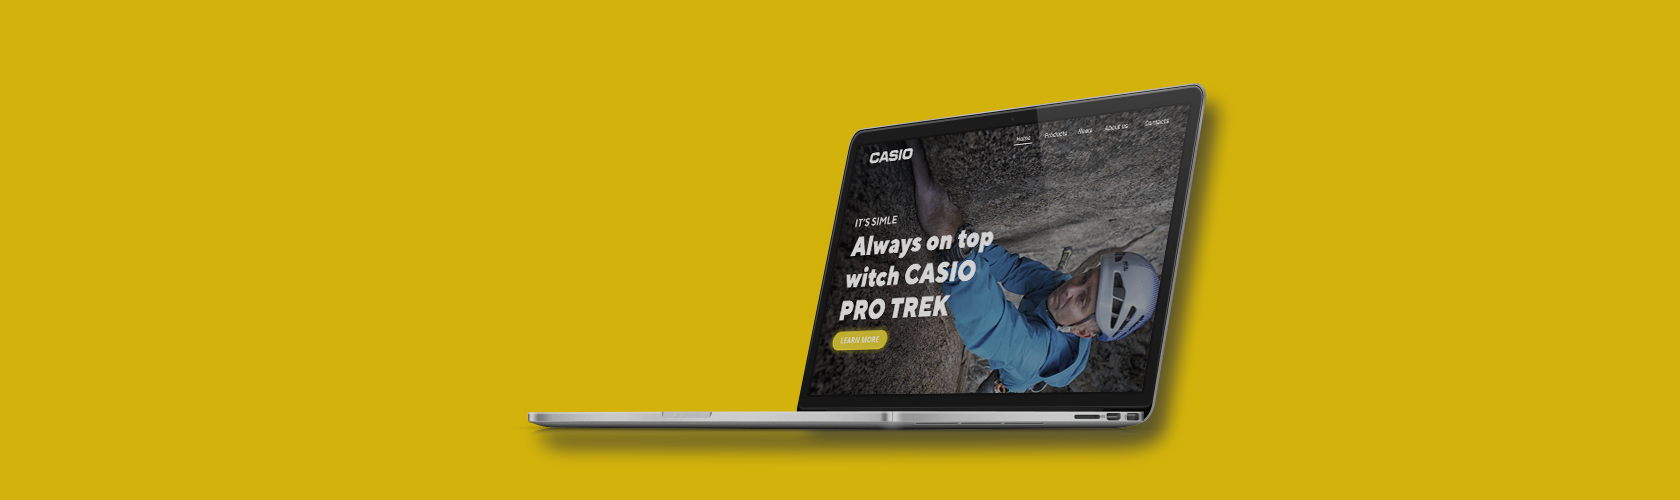 Home Products News About us Contacts
CASIO
IT'S SIMLE
Always on top
witch CASIO
PRO TREK
LEARN MORE